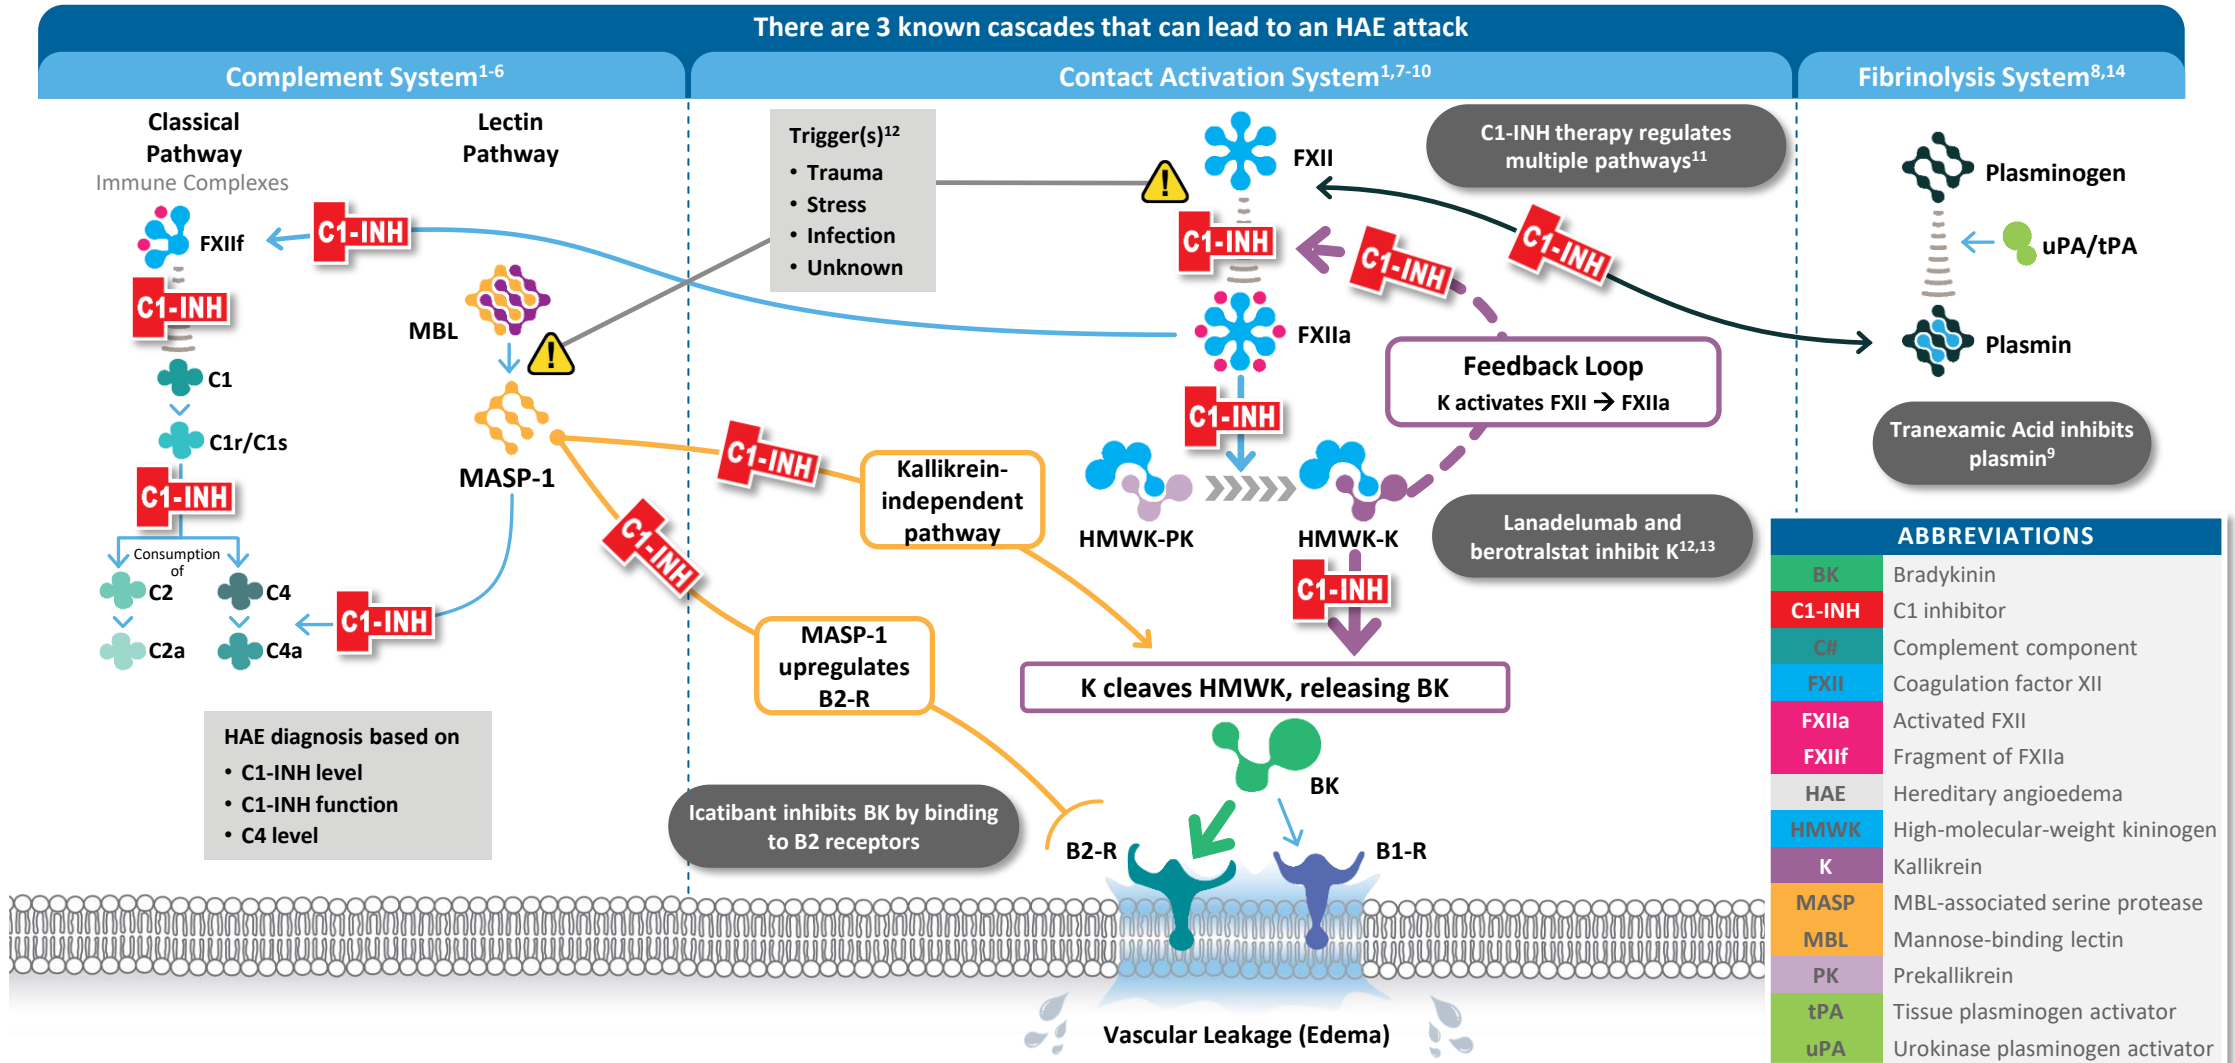 There are 3 known cascades that can lead to an HAE attack
Complement System1-6
Contact Activation System1,7-10
Fibrinolysis System8,14
Classical
Pathway
Immune Complexes
Lectin
Pathway
FXIIf
C1-INH
C1-INH
C1
C1r/C1s
C1-INH
Consumption
of
C2
C4
C2a
C4a
C1-INH
MBL
MASP-1
HAE diagnosis based on
• C1-INH level
• C1-INH function
• C4 level
Trigger(s)12
• Trauma
• Stress
• Infection
• Unknown
!
!
FXII
C1-INH
C1-INH
FXIIa
C1-INH
C1-INH therapy regulates
multiple pathways11
C1-INH
Feedback Loop
K activates FXII → FXIIa
C1-INH
Kallikrein-
independent
pathway
C1-INH
HMWK-PK
HMWK-K
Lanadelumab and
berotralstat inhibit K12,13
C1-INH
MASP-1
upregulates
B2-R
K cleaves HMWK, releasing BK
BK
Icatibant inhibits BK by binding
to B2 receptors
B2-R
B1-R
Vascular Leakage (Edema)
Plasminogen
uPA/tPA
Plasmin
Tranexamic Acid inhibits
plasmin9
ABBREVIATIONS
BK Bradykinin
C1-INH C1 inhibitor
C# Complement component
FXII Coagulation factor XII
FXIIa Activated FXII
FXIIf Fragment of FXIIa
HAE Hereditary angioedema
HMWK High-molecular-weight kininogen
K Kallikrein
MASP MBL-associated serine protease
MBL Mannose-binding lectin
PK Prekallikrein
tPA Tissue plasminogen activator
uPA Urokinase plasminogen activator